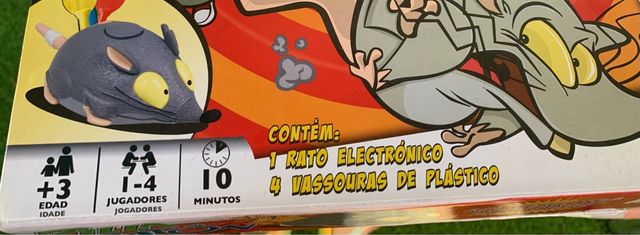 CONTÉM:
1 RATO ELECTRÓNICO
4 VASSOURAS DE PLÁSTICO
+3
EDAD
IDADE
1-4
JUGADORES
JOGADORES
10
MINUTOS